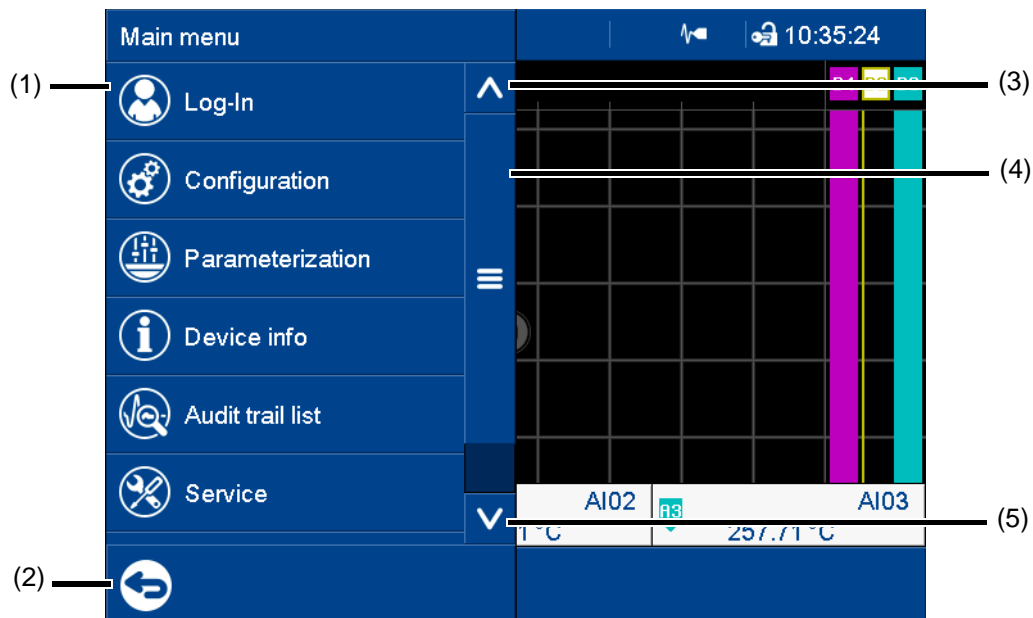 Main menu
10:35:24
(1)
Log-In
(3)
Configuration
(4)
Parameterization
Device info
Audit trail list
Service
AI02
AI03
(5)
1 °C
257.71 °C
(2)